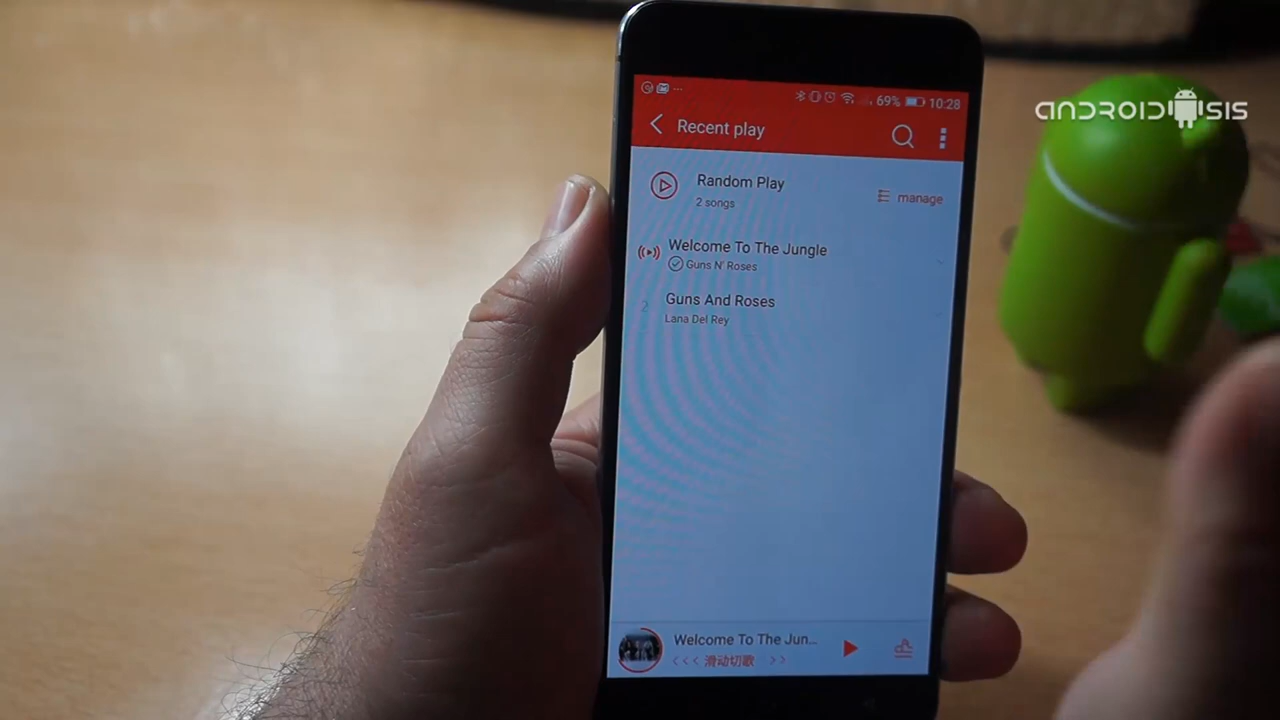 ANDROIDSIS
69% 10:28
Recent play
Random Play
2 songs
manage
Welcome To The Jungle
Guns N' Roses
2
Guns And Roses
Lana Del Rey
Welcome To The Jun...
<<< 滑动切歌 >>